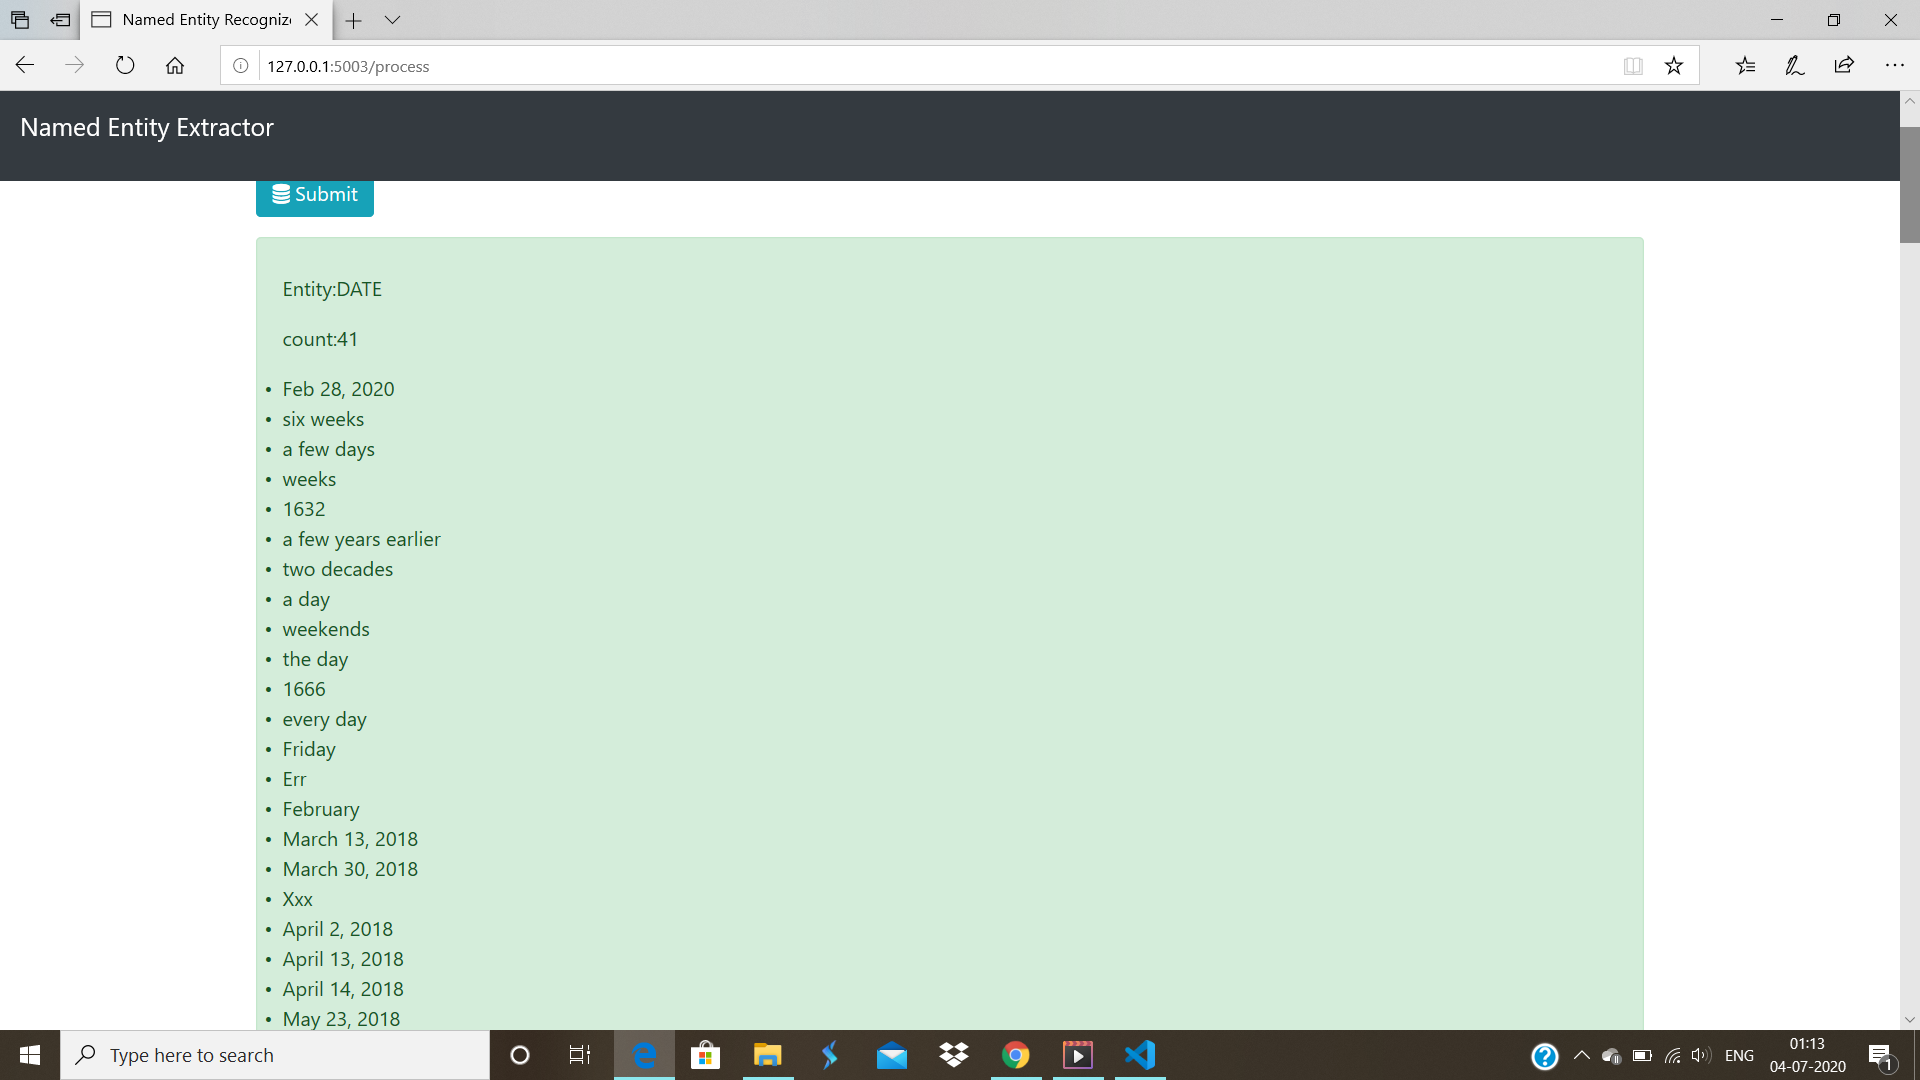 Named Entity Recogniz
127.0.0.1:5003/process
Named Entity Extractor
Submit
Entity:DATE
count:41
• Feb 28, 2020
• six weeks
• a few days
• weeks
• 1632
• a few years earlier
• two decades
• a day
• weekends
• the day
• 1666
• every day
• Friday
• Err
• February
• March 13, 2018
• March 30, 2018
• Xxx
• April 2, 2018
• April 13, 2018
• April 14, 2018
• May 23, 2018
Type here to search
ENG
01:13
04-07-2020
1